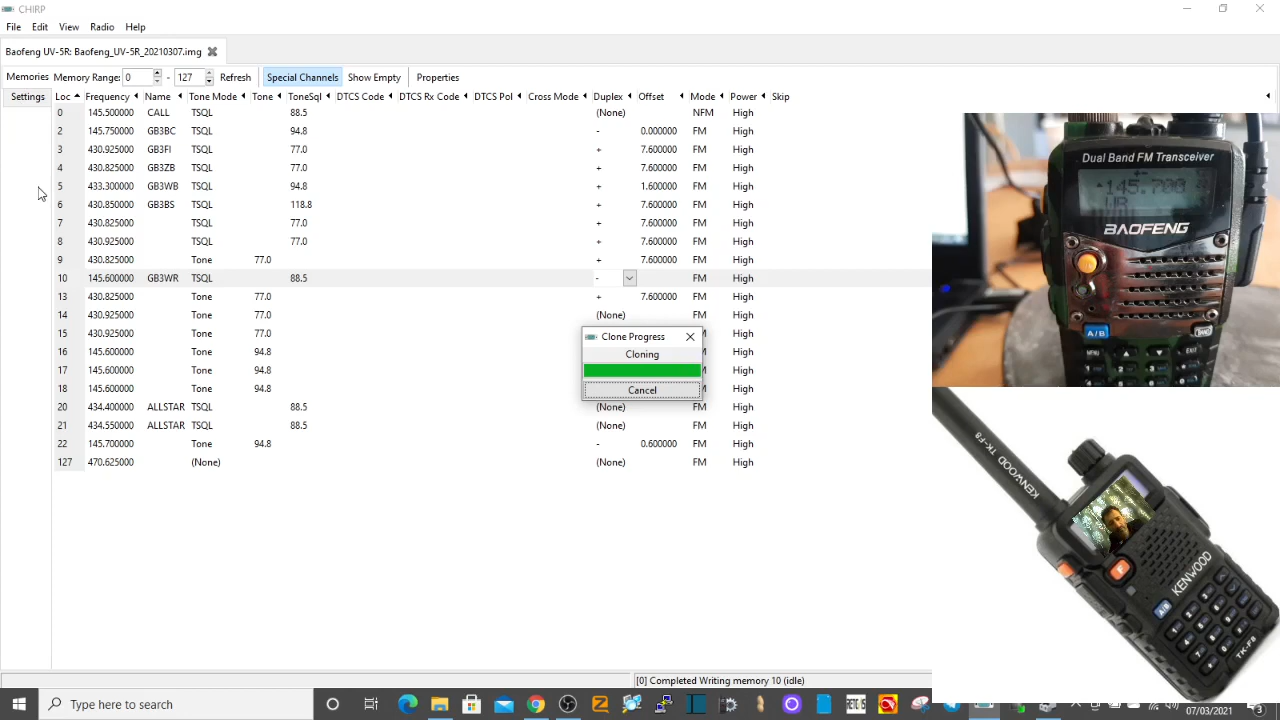 CHIRP
File Edit View Radio Help
Baofeng UV-5R: Baofeng_UV-5R_20210307.img
Memories Memory Range: 0 - 127 Refresh Special Channels Show Empty Properties
Settings
Loc Frequency Name Tone Mode Tone ToneSql DTCS Code DTCS Rx Code DTCS Pol Cross Mode Duplex Offset Mode Power Skip
0 145.500000 CALL TSQL 88.5 (None) NFM High
2 145.750000 GB3BC TSQL 94.8 - 0.000000 FM High
3 430.925000 GB3FI TSQL 77.0 + 7.600000 FM High
4 430.825000 GB3ZB TSQL 77.0 + 7.600000 FM High
5 433.300000 GB3WB TSQL 94.8 + 1.600000 FM High
6 430.850000 GB3BS TSQL 118.8 + 7.600000 FM High
7 430.825000 TSQL 77.0 + 7.600000 FM High
8 430.925000 TSQL 77.0 + 7.600000 FM High
9 430.925000 Tone 77.0 + 7.600000 FM High
10 145.600000 GB3WR TSQL 88.5 - FM High
13 430.825000 Tone 77.0 + 7.600000 FM High
14 430.925000 Tone 77.0 (None) FM High
15 430.925000 Tone 77.0 High
16 145.600000 Tone 94.8 High
17 145.600000 Tone 94.8 High
18 145.600000 Tone 94.8 High
20 434.400000 ALLSTAR TSQL 88.5 (None) FM High
21 434.550000 ALLSTAR TSQL 88.5 (None) FM High
22 145.700000 Tone 94.8 - 0.600000 FM High
127 470.625000 (None) (None) FM High
Clone Progress
Cloning
Cancel
[0] Completed Writing memory 10 (idle)
Type here to search
07/03/2021
3
Dual Band FM Transceiver
145.700
WR
BAOFENG
A/B
BAND
MENU
EXIT
KENWOOD TK-F8
F
KENWOOD
A/B
TK-F8